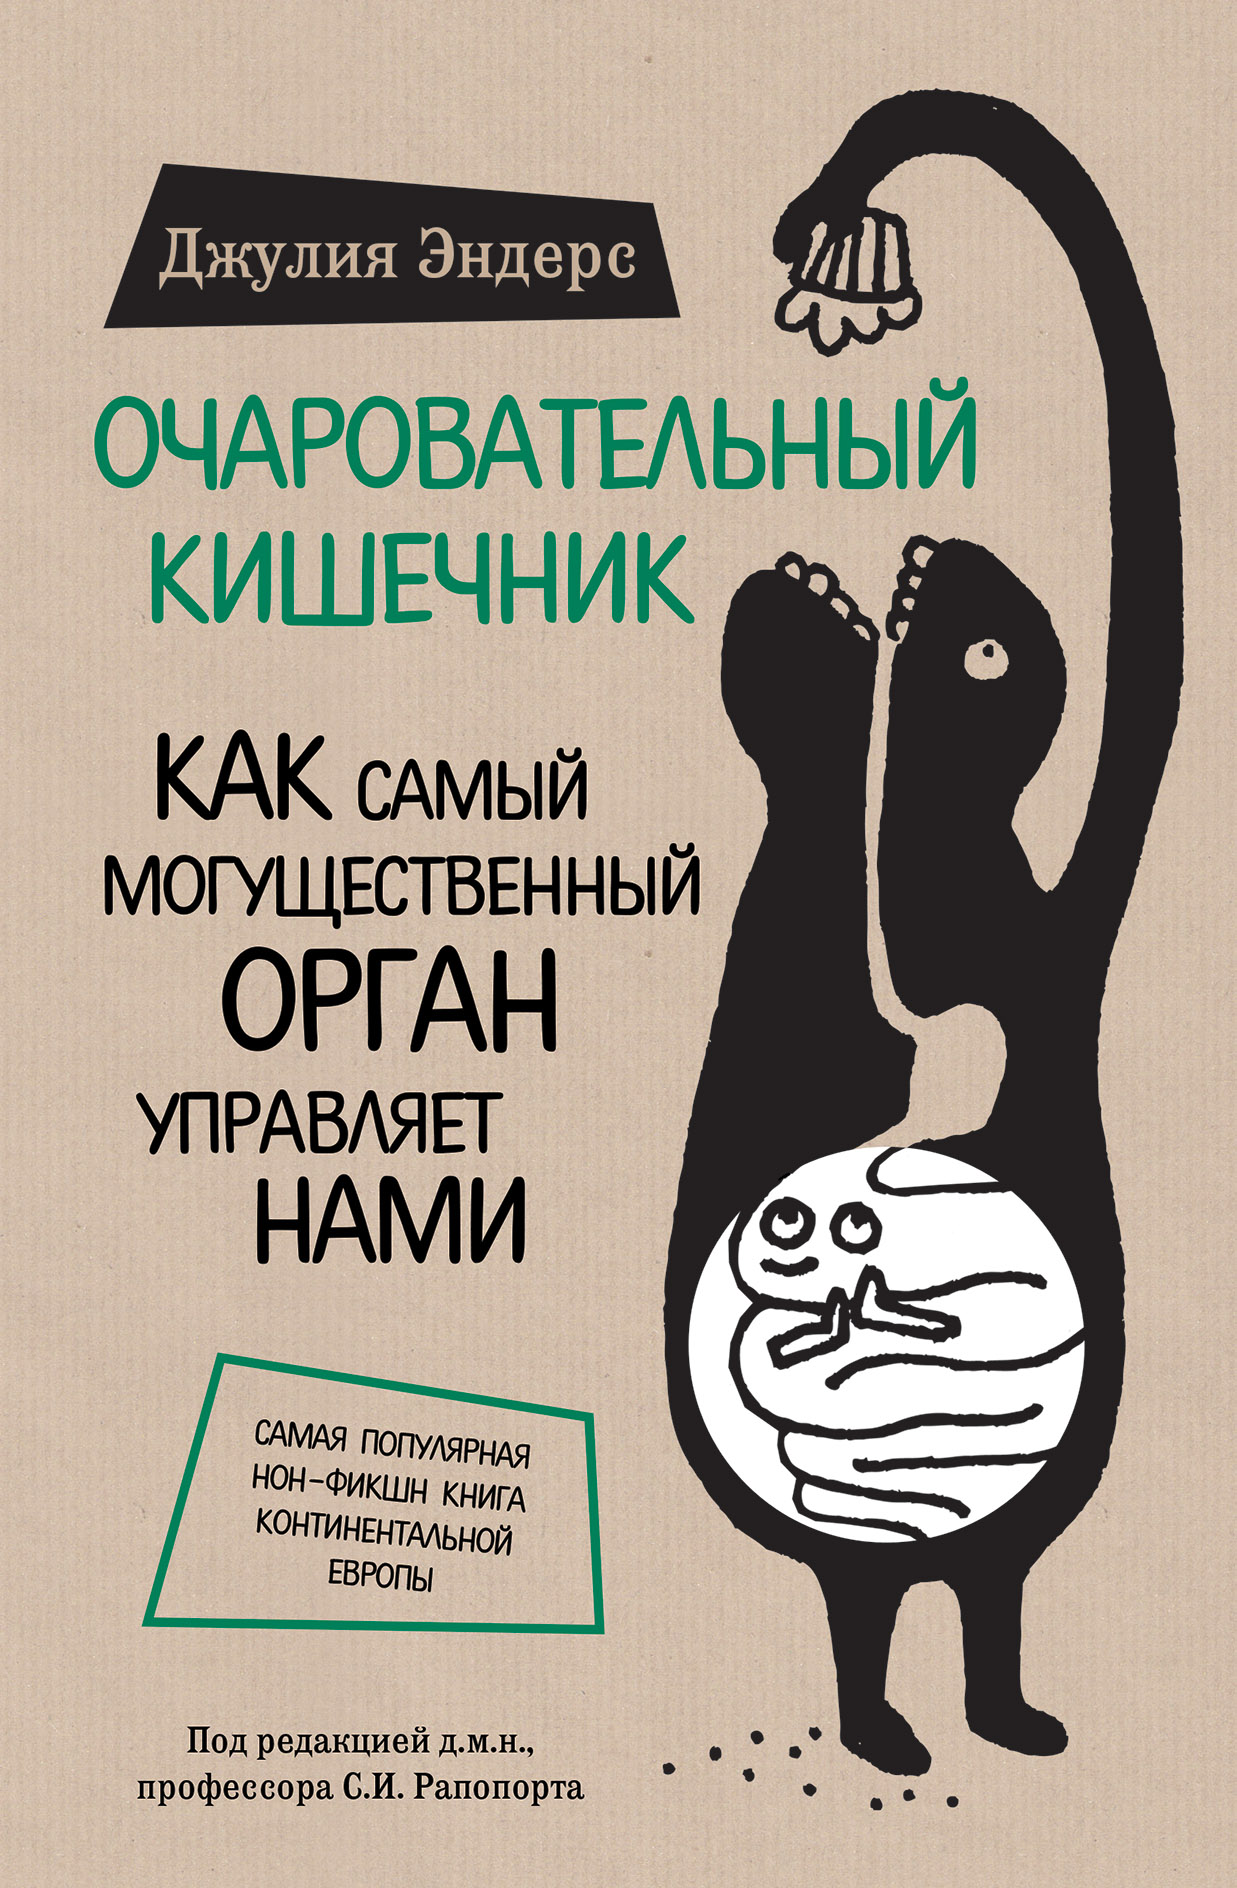 Джулия Эндерс
ОЧАРОВАТЕЛЬНЫЙ
КИШЕЧНИК
КАК САМЫЙ
МОГУЩЕСТВЕННЫЙ
ОРГАН
УПРАВЛЯЕТ
НАМИ
САМАЯ ПОПУЛЯРНАЯ
НОН-ФИКШН КНИГА
КОНТИНЕНТАЛЬНОЙ
ЕВРОПЫ
Под редакцией д.м.н.,
профессора С.И. Рапопорта